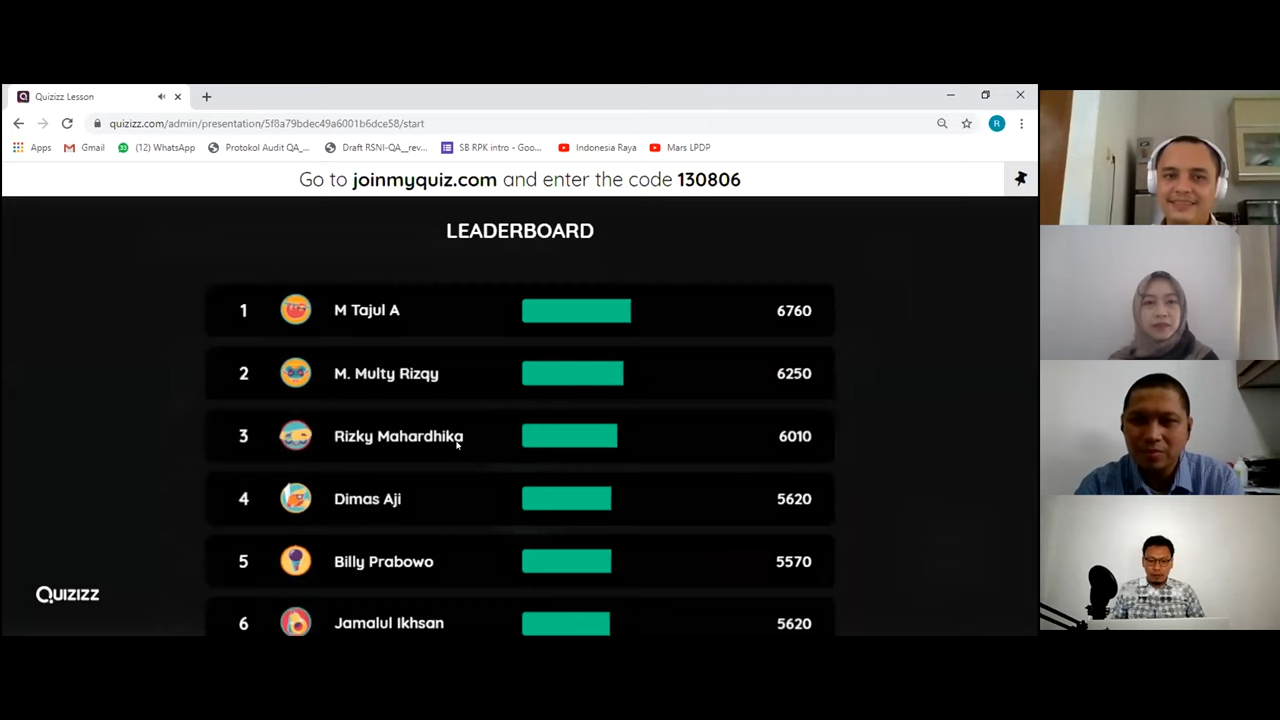 Quizizz Lesson
quizizz.com/admin/presentation/5f8a79bdec49a6001b6dce58/start
R
Apps Gmail (12) WhatsApp Protokol Audit QA_... Draft RSNI-QA__rev... SB RPK intro - Goo... Indonesia Raya Mars LPDP
Go to joinmyquiz.com and enter the code 130806
LEADERBOARD
1 M Tajul A 6760
2 M. Multy Rizqy 6250
3 Rizky Mahardhika 6010
4 Dimas Aji 5620
5 Billy Prabowo 5570
6 Jamalul Ikhsan 5620
QUIZIZZ